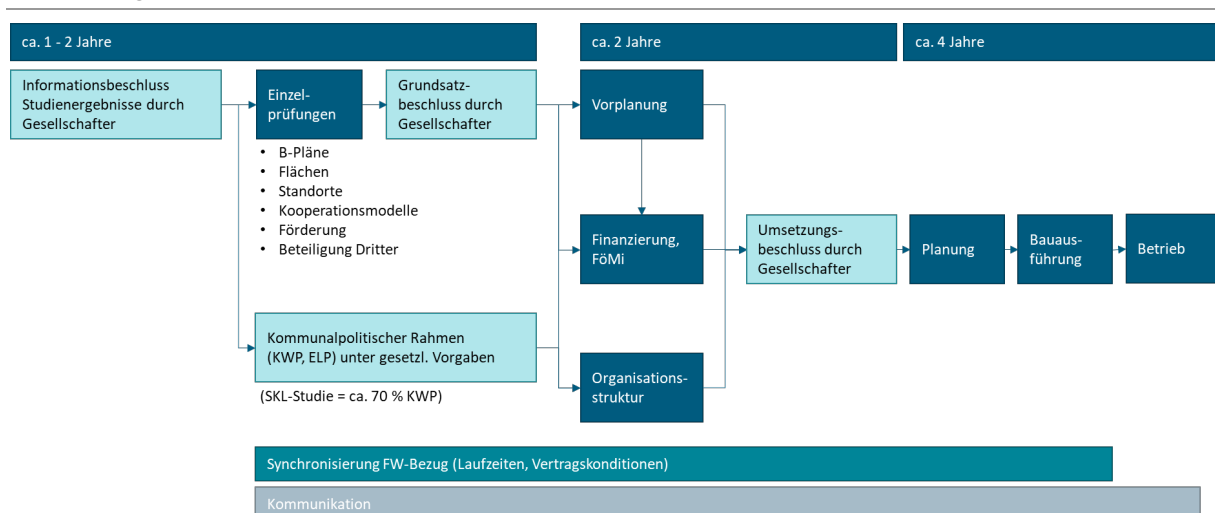 ca. 1 - 2 Jahre
ca. 2 Jahre
ca. 4 Jahre
Informationsbeschluss
Studienergebnisse durch
Gesellschafter
Einzel-
prüfungen
Grundsatz-
beschluss durch
Gesellschafter
Vorplanung
• B-Pläne
• Flächen
• Standorte
• Kooperationsmodelle
• Förderung
• Beteiligung Dritter
Finanzierung,
FöMi
Umsetzungs-
beschluss durch
Gesellschafter
Planung
Bauaus-
führung
Betrieb
Kommunalpolitischer Rahmen
(KWP, ELP) unter gesetzl. Vorgaben
(SKL-Studie = ca. 70 % KWP)
Organisations-
struktur
Synchronisierung FW-Bezug (Laufzeiten, Vertragskonditionen)
Kommunikation